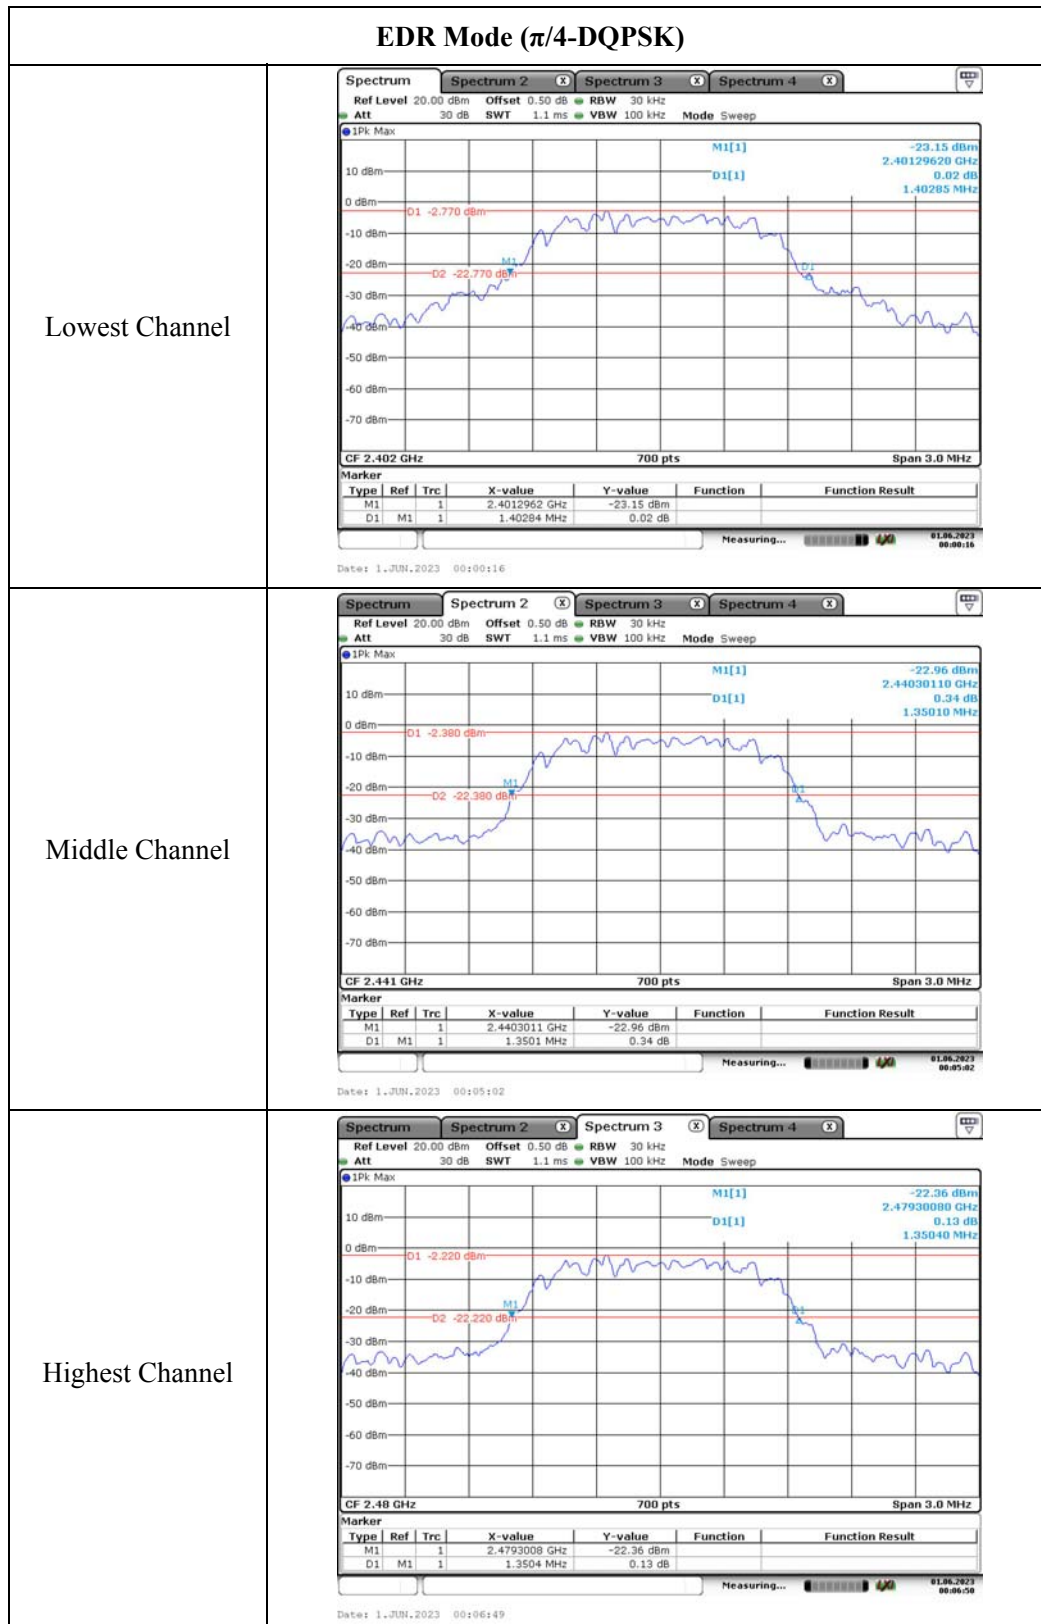 EDR Mode (π/4-DQPSK)
Lowest Channel
Spectrum Spectrum 2 X Spectrum 3 X Spectrum 4 X
Ref Level 20.00 dBm Offset 0.50 dB RBW 30 kHz
Att 30 dB SWT 1.1 ms VBW 100 kHz Mode Sweep
1Pk Max
M1[1] -23.15 dBm
2.40129620 GHz
10 dBm D1[1] 0.02 dB
1.40285 MHz
0 dBm
D1 -2.770 dBm
-10 dBm
M1
-20 dBm D1
D2 -22.770 dBm
-30 dBm
-40 dBm
-50 dBm
-60 dBm
-70 dBm
CF 2.402 GHz 700 pts Span 3.0 MHz
Marker
Type Ref Trc X-value Y-value Function Function Result
M1 1 2.4012962 GHz -23.15 dBm
D1 M1 1 1.40284 MHz 0.02 dB
Measuring... 01.06.2023
00:00:16
Date: 1.JUN.2023 00:00:16
Middle Channel
Spectrum Spectrum 2 X Spectrum 3 X Spectrum 4 X
Ref Level 20.00 dBm Offset 0.50 dB RBW 30 kHz
Att 30 dB SWT 1.1 ms VBW 100 kHz Mode Sweep
1Pk Max
M1[1] -22.96 dBm
2.44030110 GHz
10 dBm D1[1] 0.34 dB
1.35010 MHz
0 dBm
D1 -2.380 dBm
-10 dBm
M1
-20 dBm D1
D2 -22.380 dBm
-30 dBm
-40 dBm
-50 dBm
-60 dBm
-70 dBm
CF 2.441 GHz 700 pts Span 3.0 MHz
Marker
Type Ref Trc X-value Y-value Function Function Result
M1 1 2.4403011 GHz -22.96 dBm
D1 M1 1 1.3501 MHz 0.34 dB
Measuring... 01.06.2023
00:05:02
Date: 1.JUN.2023 00:05:02
Highest Channel
Spectrum Spectrum 2 X Spectrum 3 X Spectrum 4 X
Ref Level 20.00 dBm Offset 0.50 dB RBW 30 kHz
Att 30 dB SWT 1.1 ms VBW 100 kHz Mode Sweep
1Pk Max
M1[1] -22.36 dBm
2.47930080 GHz
10 dBm D1[1] 0.13 dB
1.35040 MHz
0 dBm
D1 -2.220 dBm
-10 dBm
M1
-20 dBm D1
D2 -22.220 dBm
-30 dBm
-40 dBm
-50 dBm
-60 dBm
-70 dBm
CF 2.48 GHz 700 pts Span 3.0 MHz
Marker
Type Ref Trc X-value Y-value Function Function Result
M1 1 2.4793008 GHz -22.36 dBm
D1 M1 1 1.3504 MHz 0.13 dB
Measuring... 01.06.2023
00:06:50
Date: 1.JUN.2023 00:06:49